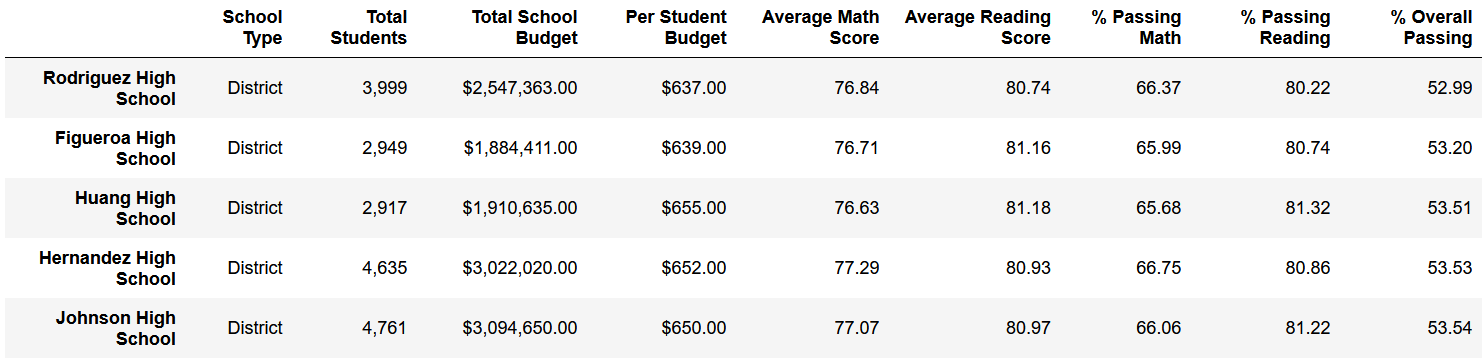 School Type Total Students Total School Budget Per Student Budget Average Math Score Average Reading Score % Passing Math % Passing Reading % Overall Passing
Rodriguez High School District 3,999 $2,547,363.00 $637.00 76.84 80.74 66.37 80.22 52.99
Figueroa High School District 2,949 $1,884,411.00 $639.00 76.71 81.16 65.99 80.74 53.20
Huang High School District 2,917 $1,910,635.00 $655.00 76.63 81.18 65.68 81.32 53.51
Hernandez High School District 4,635 $3,022,020.00 $652.00 77.29 80.93 66.75 80.86 53.53
Johnson High School District 4,761 $3,094,650.00 $650.00 77.07 80.97 66.06 81.22 53.54